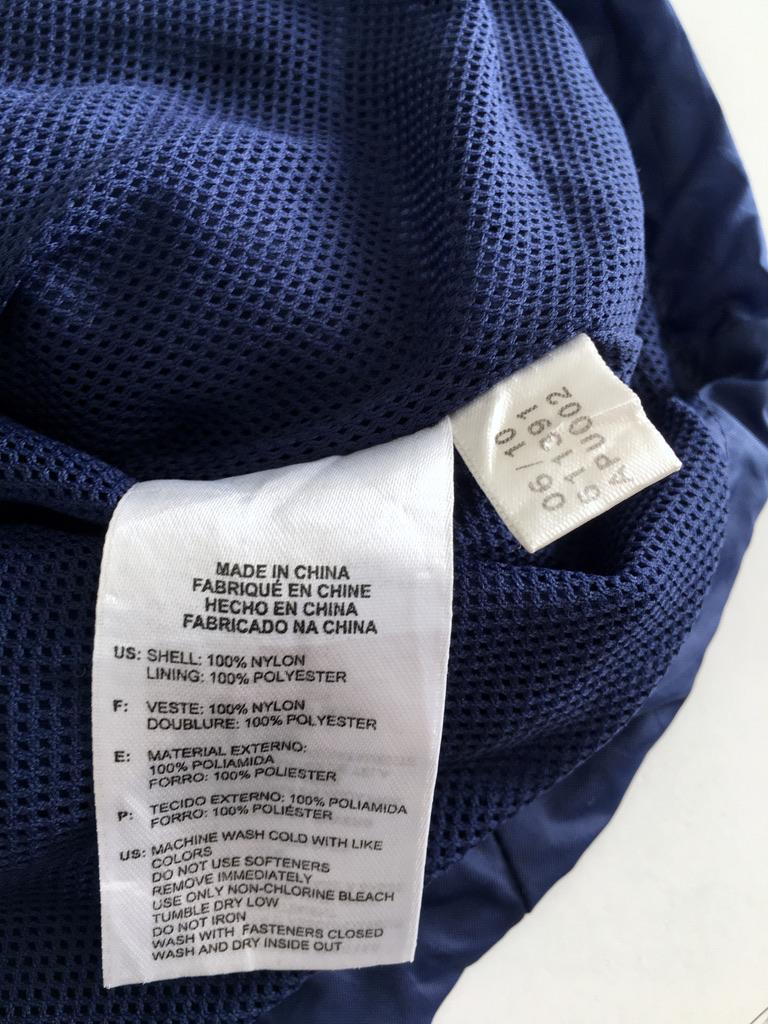 06/10
511391
APU002
MADE IN CHINA
FABRIQUÉ EN CHINE
HECHO EN CHINA
FABRICADO NA CHINA
US: SHELL: 100% NYLON
LINING: 100% POLYESTER
F: VESTE: 100% NYLON
DOUBLURE: 100% POLYESTER
E: MATERIAL EXTERNO:
100% POLIAMIDA
FORRO: 100% POLIESTER
P: TECIDO EXTERNO: 100% POLIAMIDA
FORRO: 100% POLIÉSTER
US: MACHINE WASH COLD WITH LIKE
COLORS
DO NOT USE SOFTENERS
REMOVE IMMEDIATELY
USE ONLY NON-CHLORINE BLEACH
TUMBLE DRY LOW
DO NOT IRON
WASH WITH FASTENERS CLOSED
WASH AND DRY INSIDE OUT